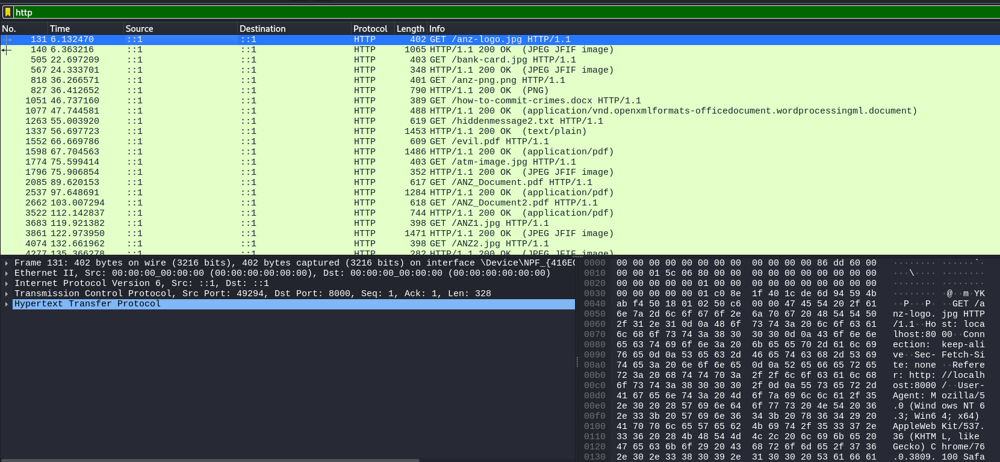 http
No. Time Source Destination Protocol Length Info
131 6.132470 ::1 ::1 HTTP 402 GET /anz-logo.jpg HTTP/1.1
140 6.363216 ::1 ::1 HTTP 1065 HTTP/1.1 200 OK (JPEG JFIF image)
505 22.697209 ::1 ::1 HTTP 403 GET /bank-card.jpg HTTP/1.1
567 24.333701 ::1 ::1 HTTP 348 HTTP/1.1 200 OK (JPEG JFIF image)
818 36.266571 ::1 ::1 HTTP 401 GET /anz-png.png HTTP/1.1
827 36.412652 ::1 ::1 HTTP 790 HTTP/1.1 200 OK (PNG)
1051 46.737160 ::1 ::1 HTTP 389 GET /how-to-commit-crimes.docx HTTP/1.1
1077 47.744581 ::1 ::1 HTTP 488 HTTP/1.1 200 OK (application/vnd.openxmlformats-officedocument.wordprocessingml.document)
1263 55.003920 ::1 ::1 HTTP 619 GET /hiddenmessage2.txt HTTP/1.1
1337 56.697723 ::1 ::1 HTTP 1453 HTTP/1.1 200 OK (text/plain)
1552 66.669786 ::1 ::1 HTTP 609 GET /evil.pdf HTTP/1.1
1598 67.704563 ::1 ::1 HTTP 1486 HTTP/1.1 200 OK (application/pdf)
1774 75.599414 ::1 ::1 HTTP 403 GET /atm-image.jpg HTTP/1.1
1796 75.906854 ::1 ::1 HTTP 352 HTTP/1.1 200 OK (JPEG JFIF image)
2085 89.620153 ::1 ::1 HTTP 617 GET /ANZ_Document.pdf HTTP/1.1
2537 97.648691 ::1 ::1 HTTP 1284 HTTP/1.1 200 OK (application/pdf)
2662 103.007294 ::1 ::1 HTTP 618 GET /ANZ_Document2.pdf HTTP/1.1
3522 112.142837 ::1 ::1 HTTP 744 HTTP/1.1 200 OK (application/pdf)
3683 119.921382 ::1 ::1 HTTP 398 GET /ANZ1.jpg HTTP/1.1
3861 122.973950 ::1 ::1 HTTP 1471 HTTP/1.1 200 OK (JPEG JFIF image)
4074 132.661962 ::1 ::1 HTTP 398 GET /ANZ2.jpg HTTP/1.1
4277 135.366278 ::1 ::1 HTTP 282 HTTP/1.1 200 OK (JPEG JFIF image)
Frame 131: 402 bytes on wire (3216 bits), 402 bytes captured (3216 bits) on interface \Device\NPF_{416E
Ethernet II, Src: 00:00:00_00:00:00 (00:00:00:00:00:00), Dst: 00:00:00_00:00:00 (00:00:00:00:00:00)
Internet Protocol Version 6, Src: ::1, Dst: ::1
Transmission Control Protocol, Src Port: 49294, Dst Port: 8000, Seq: 1, Ack: 1, Len: 328
Hypertext Transfer Protocol
0000 00 00 00 00 00 00 00 00 00 00 00 00 86 dd 60 00 ········ ······`·
0010 00 00 01 5c 06 80 00 00 00 00 00 00 00 00 00 00 ···\···· ········
0020 00 00 00 00 00 01 00 00 00 00 00 00 00 00 00 00 ········ ········
0030 00 00 00 00 00 01 c0 8e 1f 40 1c de 6d 94 59 4b ········ ·@··m·YK
0040 ab f4 50 18 01 02 50 c6 00 00 47 45 54 20 2f 61 ··P···P· ··GET /a
0050 6e 7a 2d 6c 6f 67 6f 2e 6a 70 67 20 48 54 54 50 nz-logo. jpg HTTP
0060 2f 31 2e 31 0d 0a 48 6f 73 74 3a 20 6c 6f 63 61 /1.1··Ho st: loca
0070 6c 68 6f 73 74 3a 38 30 30 30 0d 0a 43 6f 6e 6e lhost:80 00··Conn
0080 65 63 74 69 6f 6e 3a 20 6b 65 65 70 2d 61 6c 69 ection: keep-ali
0090 76 65 0d 0a 53 65 63 2d 46 65 74 63 68 2d 53 69 ve··Sec- Fetch-Si
00a0 74 65 3a 20 6e 6f 6e 65 0d 0a 52 65 66 65 72 65 te: none ··Refere
00b0 72 3a 20 68 74 74 70 3a 2f 2f 6c 6f 63 61 6c 68 r: http: //localh
00c0 6f 73 74 3a 38 30 30 30 2f 0d 0a 55 73 65 72 2d ost:8000 /··User-
00d0 41 67 65 6e 74 3a 20 4d 6f 7a 69 6c 6c 61 2f 35 Agent: M ozilla/5
00e0 2e 30 20 28 57 69 6e 64 6f 77 73 20 4e 54 20 36 .0 (Wind ows NT 6
00f0 2e 33 3b 20 57 69 6e 36 34 3b 20 78 36 34 29 20 .3; Win6 4; x64)
0100 41 70 70 6c 65 57 65 62 4b 69 74 2f 35 33 37 2e AppleWeb Kit/537.
0110 33 36 20 28 4b 48 54 4d 4c 2c 20 6c 69 6b 65 20 36 (KHTM L, like
0120 47 65 63 6b 6f 29 20 43 68 72 6f 6d 65 2f 37 36 Gecko) C hrome/76
0130 2e 30 2e 33 38 30 39 2e 31 30 30 20 53 61 66 61 .0.3809. 100 Safa